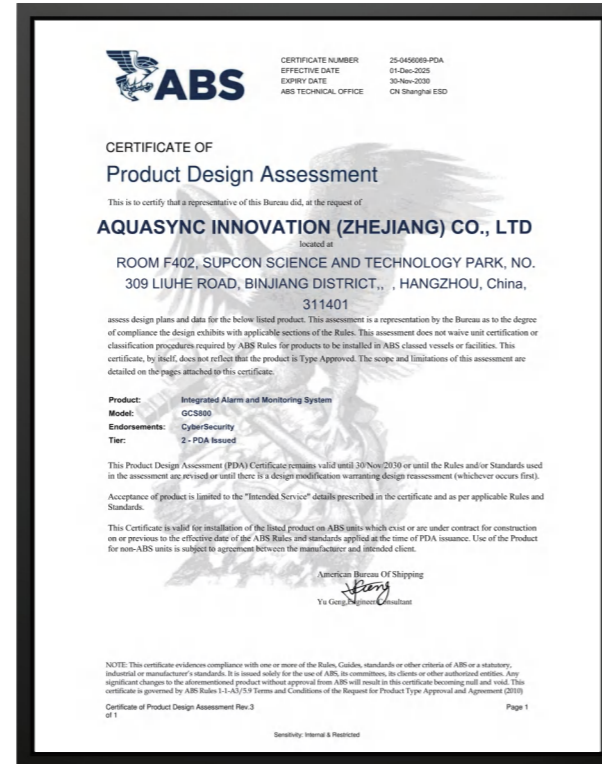 ABS
CERTIFICATE NUMBER 25-0456069-PDA
EFFECTIVE DATE 01-Dec-2025
EXPIRY DATE 30-Nov-2030
ABS TECHNICAL OFFICE CN Shanghai ESD
CERTIFICATE OF
Product Design Assessment
This is to certify that a representative of this Bureau did, at the request of
AQUASYNC INNOVATION (ZHEJIANG) CO., LTD
located at
ROOM F402, SUPCON SCIENCE AND TECHNOLOGY PARK, NO.
309 LIUHE ROAD, BINJIANG DISTRICT,, , HANGZHOU, China,
311401
assess design plans and data for the below listed product. This assessment is a representation by the Bureau as to the degree
of compliance the design exhibits with applicable sections of the Rules. This assessment does not waive unit certification or
classification procedures required by ABS Rules for products to be installed in ABS classed vessels or facilities. This
certificate, by itself, does not reflect that the product is Type Approved. The scope and limitations of this assessment are
detailed on the pages attached to this certificate.
Product: Integrated Alarm and Monitoring System
Model: GCS800
Endorsements: CyberSecurity
Tier: 2 - PDA Issued
This Product Design Assessment (PDA) Certificate remains valid until 30/Nov/2030 or until the Rules and/or Standards used
in the assessment are revised or until there is a design modification warranting design reassessment (whichever occurs first).
Acceptance of product is limited to the "Intended Service" details prescribed in the certificate and as per applicable Rules and
Standards.
This Certificate is valid for installation of the listed product on ABS units which exist or are under contract for construction
on or previous to the effective date of the ABS Rules and standards applied at the time of PDA issuance. Use of the Product
for non-ABS units is subject to agreement between the manufacturer and intended client.
American Bureau Of Shipping
Yu Geng,Engineer/Consultant
NOTE: This certificate evidences compliance with one or more of the Rules, Guides, standards or other criteria of ABS or a statutory,
industrial or manufacturer's standards. It is issued solely for the use of ABS, its committees, its clients or other authorized entities. Any
significant changes to the aforementioned product without approval from ABS will result in this certificate becoming null and void. This
certificate is governed by ABS Rules 1-1-A3/5.9 Terms and Conditions of the Request for Product Type Approval and Agreement (2010)
Certificate of Product Design Assessment Rev.3 Page 1
of 1
Sensitivity: Internal & Restricted